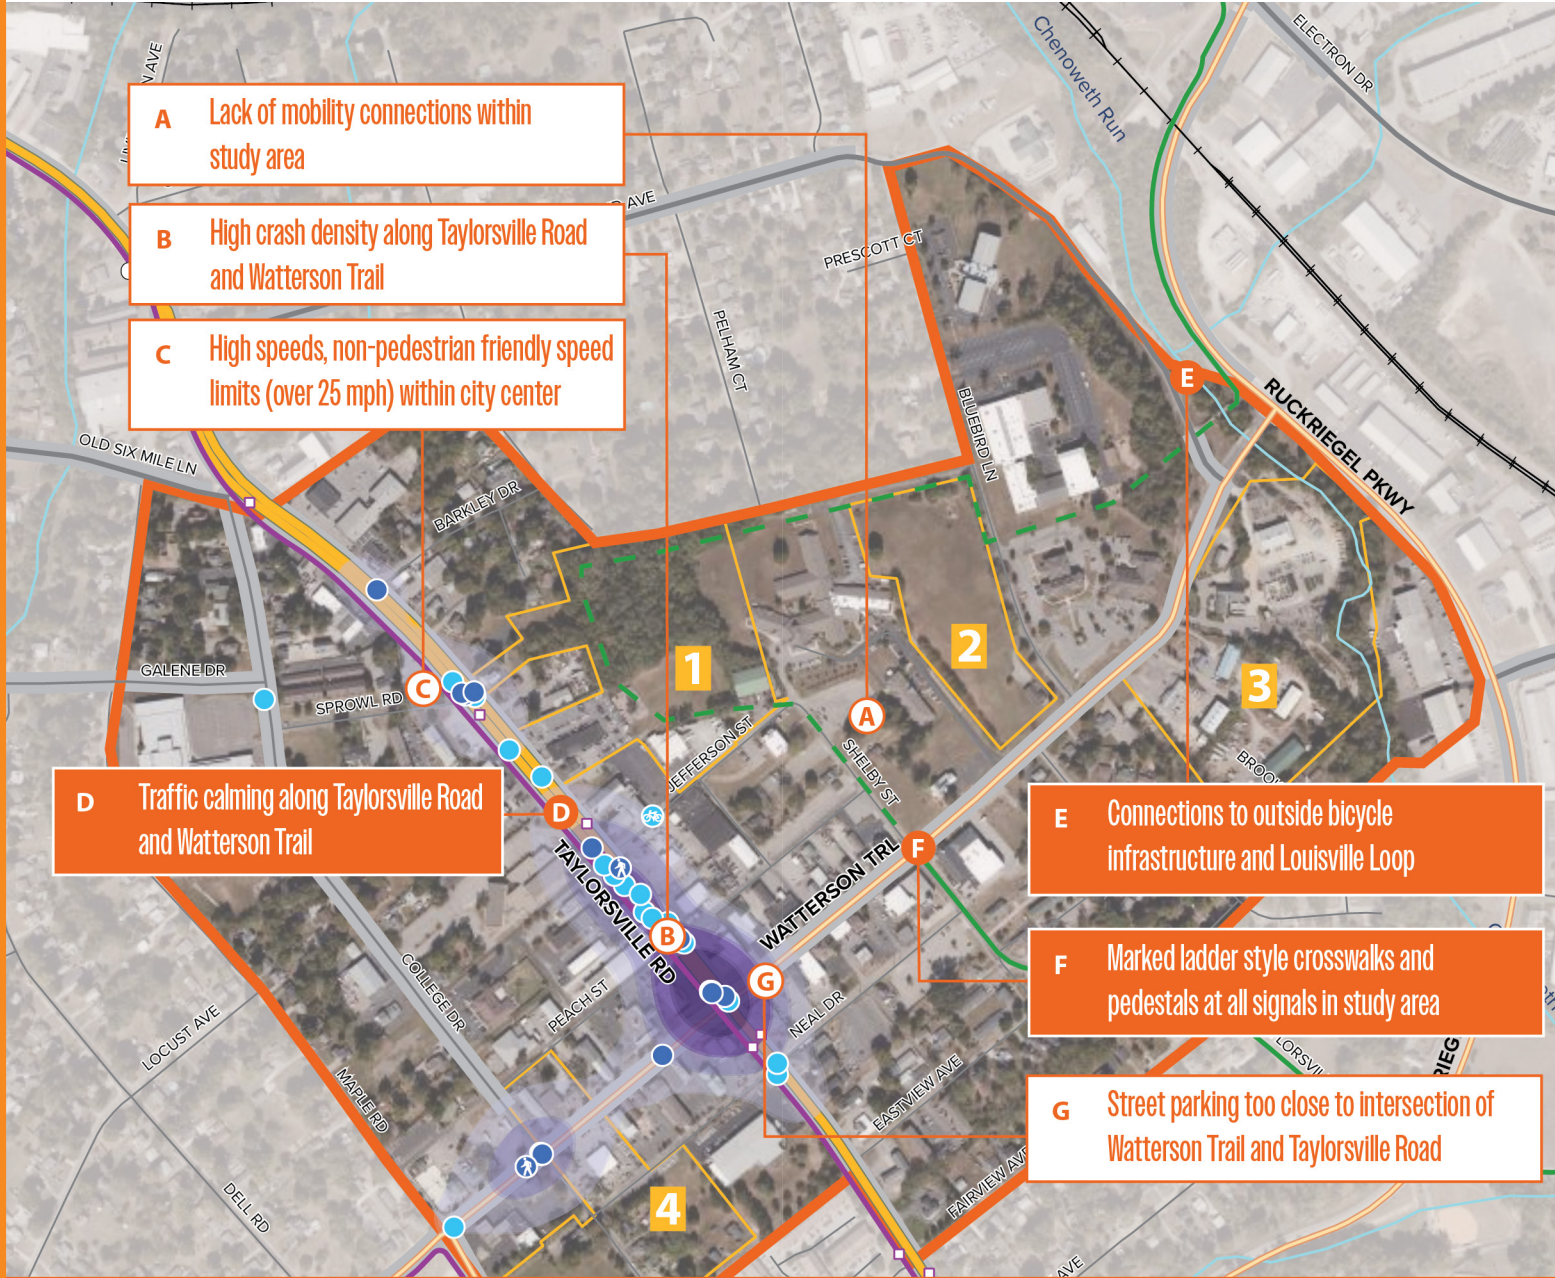 ELECTRON DR
Chenoweth Run
N AVE
A Lack of mobility connections within
study area
AVE
B High crash density along Taylorsville Road
and Watterson Trail
PRESCOTT CT
C High speeds, non-pedestrian friendly speed
limits (over 25 mph) within city center
PELHAM CT
E
RUCKRIEGEL PKWY
BLUEBIRD LN
OLD SIX MILE LN
BARKLEY DR
1
2
3
GALENE DR
SPROWL RD
C
A
JEFFERSON ST
SHELBY ST
BROO
D Traffic calming along Taylorsville Road
and Watterson Trail
D
E Connections to outside bicycle
infrastructure and Louisville Loop
F
TAYLORSVILLE RD
WATTERSON TRL
B
G
F Marked ladder style crosswalks and
pedestals at all signals in study area
COLLEGE DR
PEACH ST
NEAL DR
LOCUST AVE
MAPLE RD
EASTVIEW AVE
LORSVIL
RIEG
G Street parking too close to intersection of
Watterson Trail and Taylorsville Road
FAIRVIEW AVE
DELL RD
4
AVE